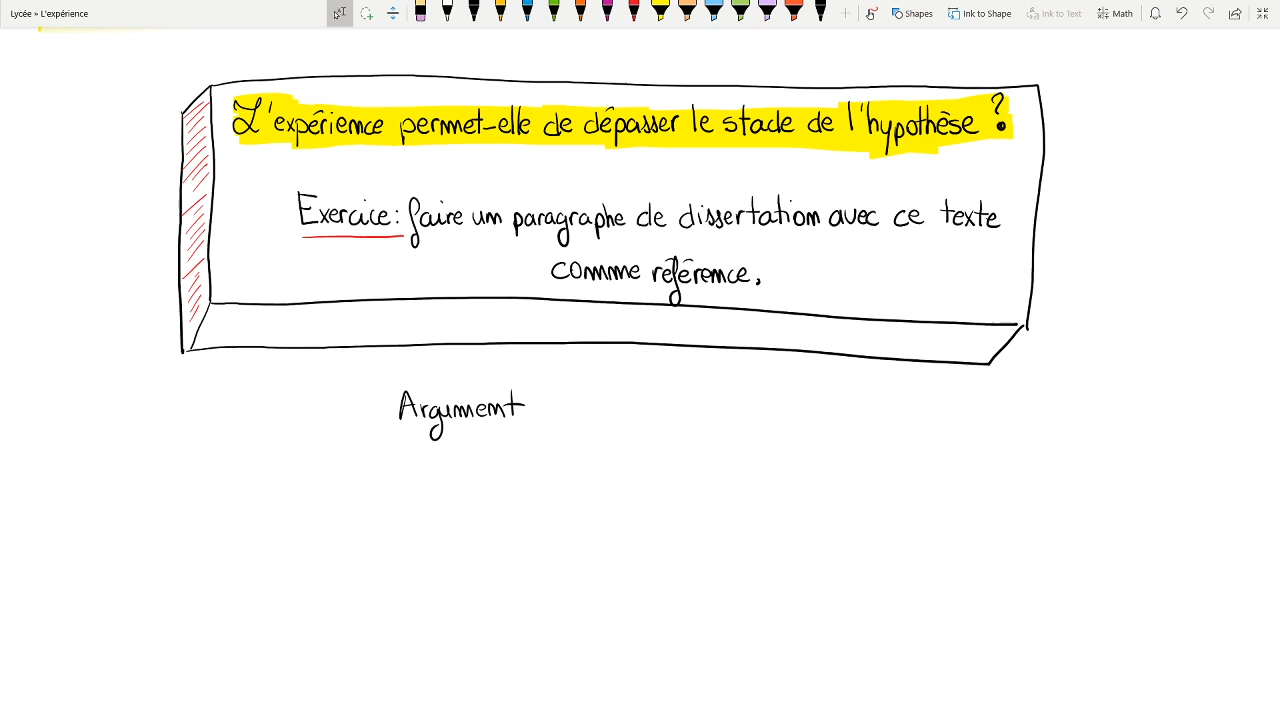 Lycée » L'expérience
Shapes Ink to Shape Ink to Text Math
L'expérience permet-elle de dépasser le stade de l'hypothèse ?
Exercice : faire un paragraphe de dissertation avec ce texte
comme référence.
Argument